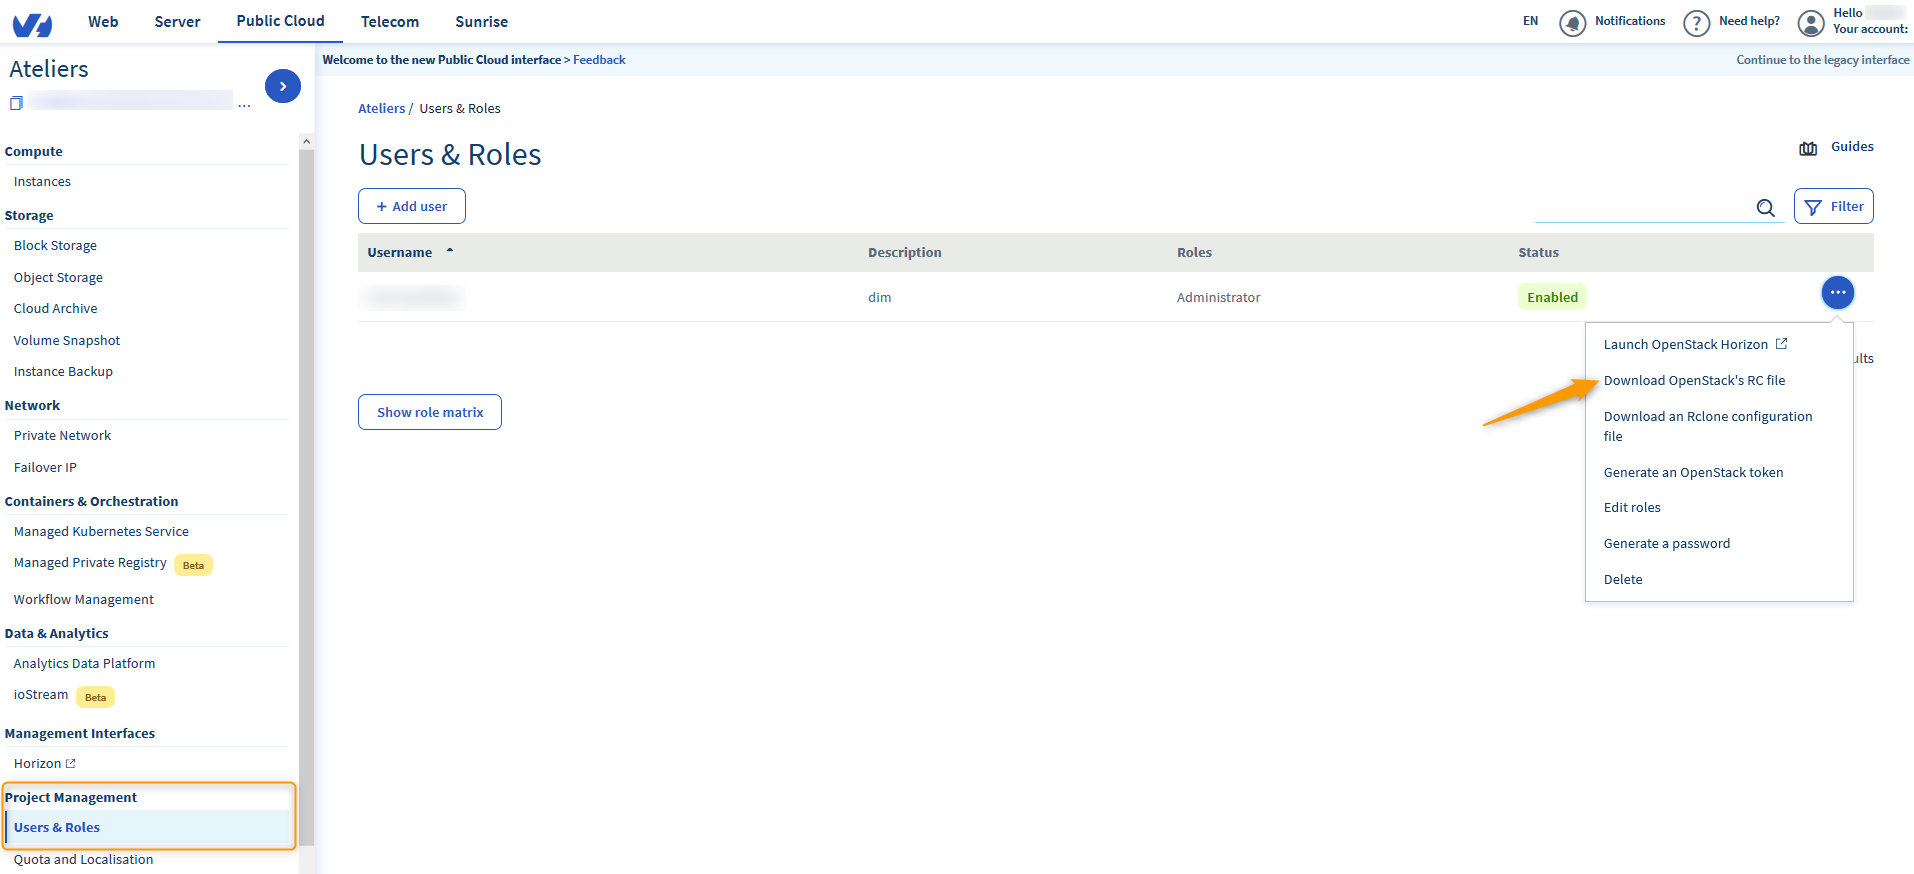 Web Server Public Cloud Telecom Sunrise EN Notifications Need help? Hello
Your account:
Ateliers
...
Welcome to the new Public Cloud interface > Feedback
Continue to the legacy interface
Compute
Instances
Storage
Block Storage
Object Storage
Cloud Archive
Volume Snapshot
Instance Backup
Network
Private Network
Failover IP
Containers & Orchestration
Managed Kubernetes Service
Managed Private Registry Beta
Workflow Management
Data & Analytics
Analytics Data Platform
ioStream Beta
Management Interfaces
Horizon
Project Management
Users & Roles
Quota and Localisation
Ateliers / Users & Roles
Users & Roles
Guides
+ Add user
Filter
Username Description Roles Status
dim Administrator Enabled
Launch OpenStack Horizon
Download OpenStack's RC file
Download an Rclone configuration
file
Generate an OpenStack token
Edit roles
Generate a password
Delete
Show role matrix